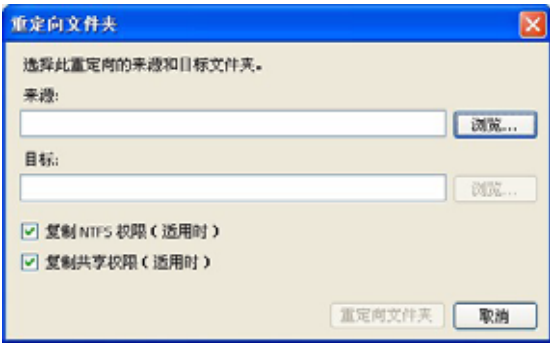 重定向文件夹
选择此重定向的来源和目标文件夹。
来源:
浏览...
目标:
浏览...
复制 NTFS 权限（适用时）
复制共享权限（适用时）
重定向文件夹 取消